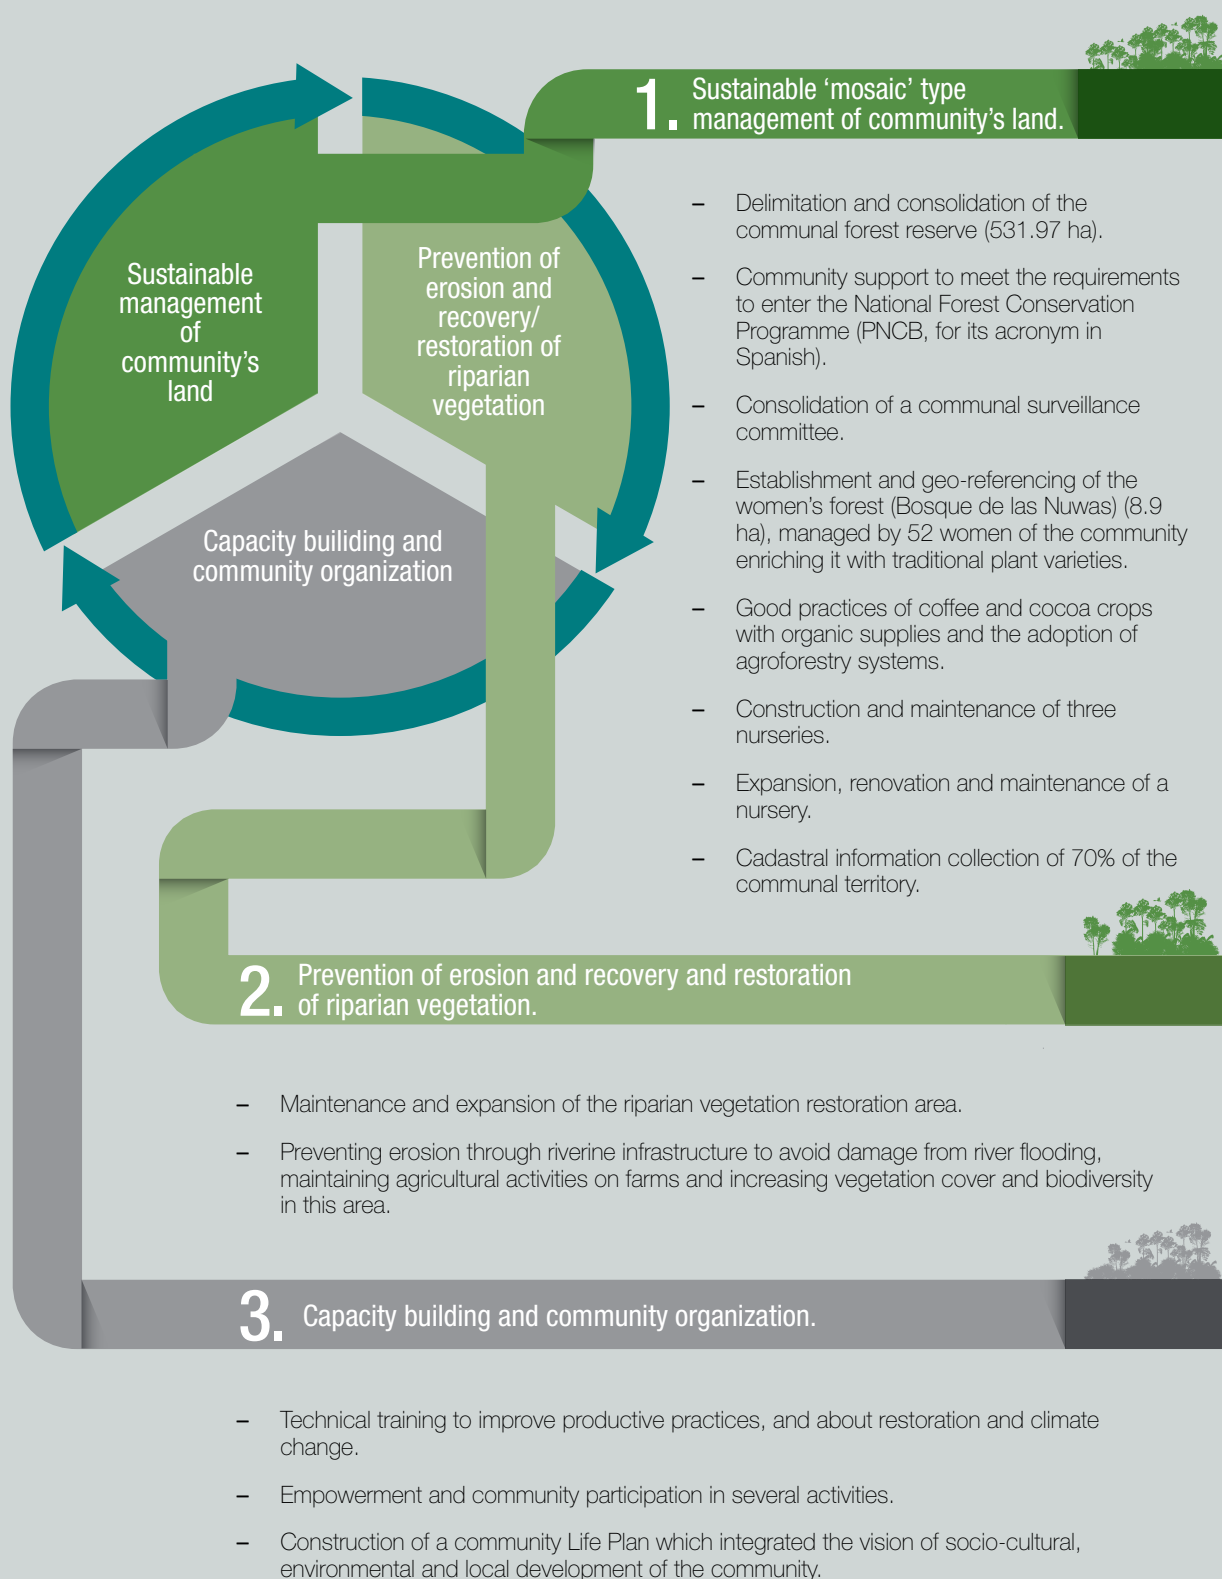 1. Sustainable ‘mosaic’ type
management of community’s land.
Sustainable
management
of
community’s
land
Prevention of
erosion and
recovery/
restoration of
riparian
vegetation
Capacity builiding and
community organization
– Delimitation and consolidation of the
communal forest reserve (531.97 ha).
– Community support to meet the requirements
to enter the National Forest Conservation
Programme (PNCB, for its acronym in
Spanish).
– Consolidation of a communal surveillance
committee.
– Establishment and geo-referencing of the
women’s forest (Bosque de las Nuwas) (8.9
ha), managed by 52 women of the community
enriching it with traditional plant varieties.
– Good practices of coffee and cocoa crops
with organic supplies and the adoption of
agroforestry systems.
– Construction and maintenance of three
nurseries.
– Expansion, renovation and maintenance of a
nursery.
– Cadastral information collection of 70% of the
communal territory.
2. Prevention of erosion and recovery and restoration
of riparian vegetation.
– Maintenance and expansion of the riparian vegetation restoration area.
– Preventing erosion through riverine infrastructure to avoid damage from river flooding,
maintaining agricultural activities on farms and increasing vegetation cover and biodiversity
in this area.
3. Capacity building and community organization.
– Technical training to improve productive practices, and about restoration and climate
change.
– Empowerment and community participation in several activities.
– Construction of a community Life Plan which integrated the vision of socio-cultural,
environmental and local development of the community.